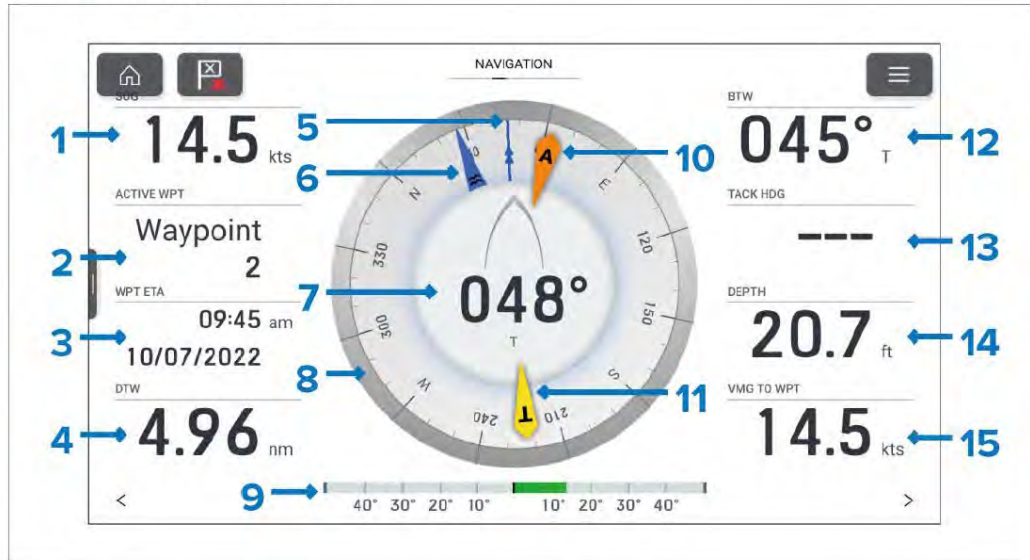 NAVIGATION
SOG
14.5 kts
ACTIVE WPT
Waypoint
2
WPT ETA
09:45 am
10/07/2022
DTW
4.96 nm
BTW
045° T
TACK HDG
---
DEPTH
20.7 ft
VMG TO WPT
14.5 kts
048°
T
N
E
120
150
S
210
240
W
300
330
A
T
40° 30° 20° 10° 10° 20° 30° 40°
< >
1
2
3
4
5
6
7
8
9
10
11
12
13
14
15